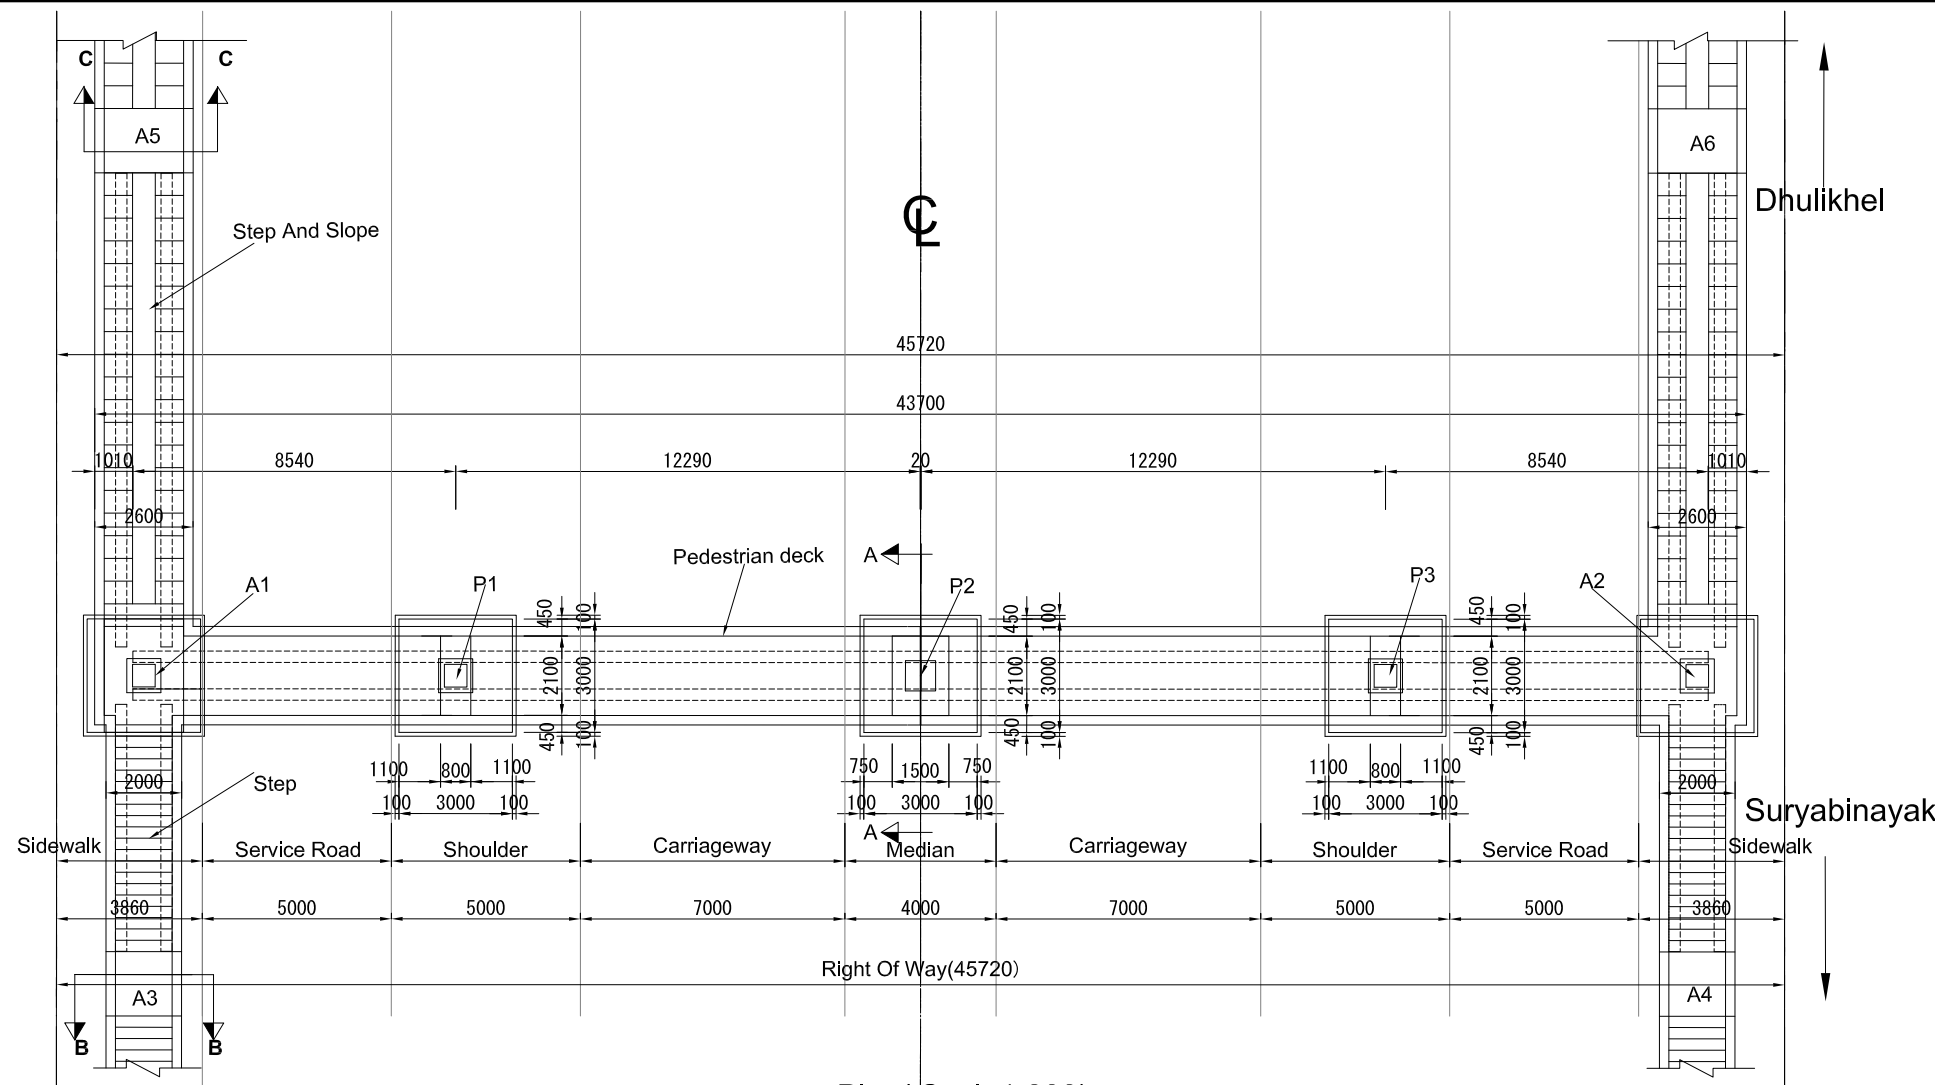 C C
A5
A6
℄
Dhulikhel
Step And Slope
45720
43700
1010 8540 12290 20 12290 8540 1010
2600 2600
Pedestrian deck
A
A1
P1
P2
P3
A2
450 100 450 100 450 100
2100 3000 2100 3000 2100 3000
450 100 450 100 450 100
1100 800 1100 750 1500 750 1100 800 1100
100 3000 100 100 3000 100 100 3000 100
2000 2000
Step
Suryabinayak
A
Sidewalk Service Road Shoulder Carriageway Median Carriageway Shoulder Service Road Sidewalk
3860 5000 5000 7000 4000 7000 5000 5000 3860
Right Of Way(45720)
A3
A4
B B